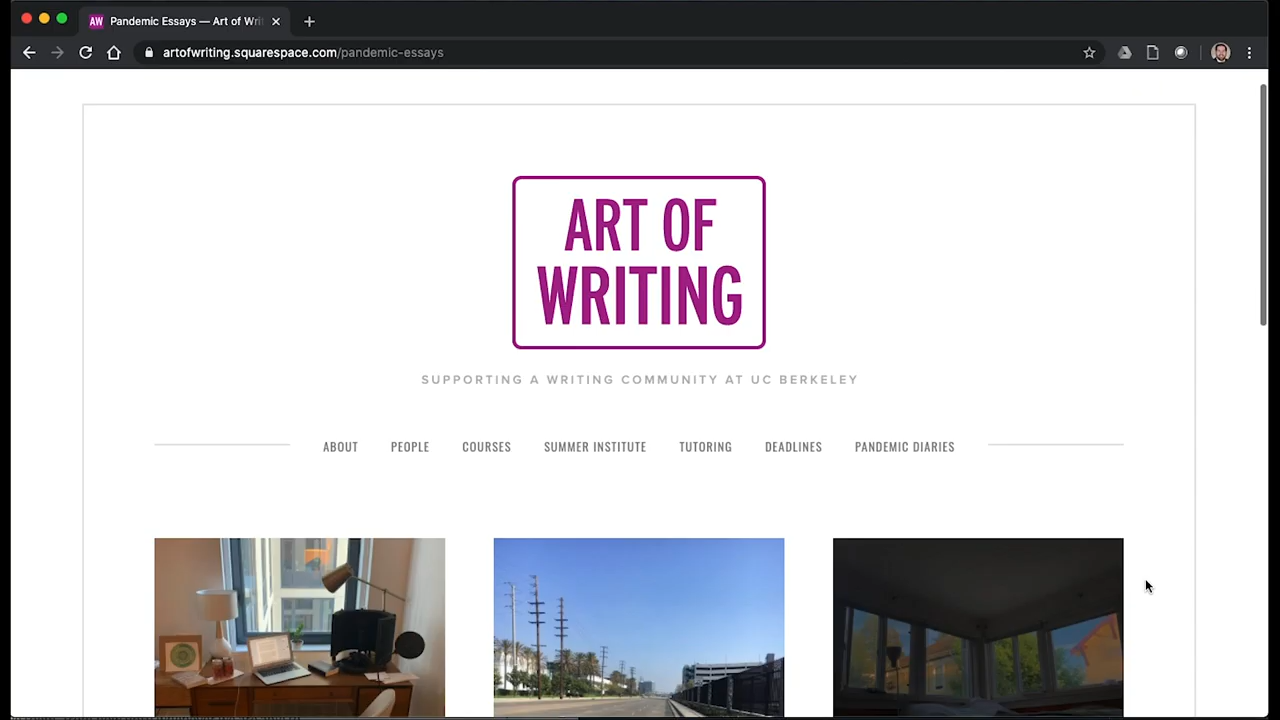 AW Pandemic Essays — Art of Wri
artofwriting.squarespace.com/pandemic-essays
ART OF
WRITING
SUPPORTING A WRITING COMMUNITY AT UC BERKELEY
ABOUT PEOPLE COURSES SUMMER INSTITUTE TUTORING DEADLINES PANDEMIC DIARIES